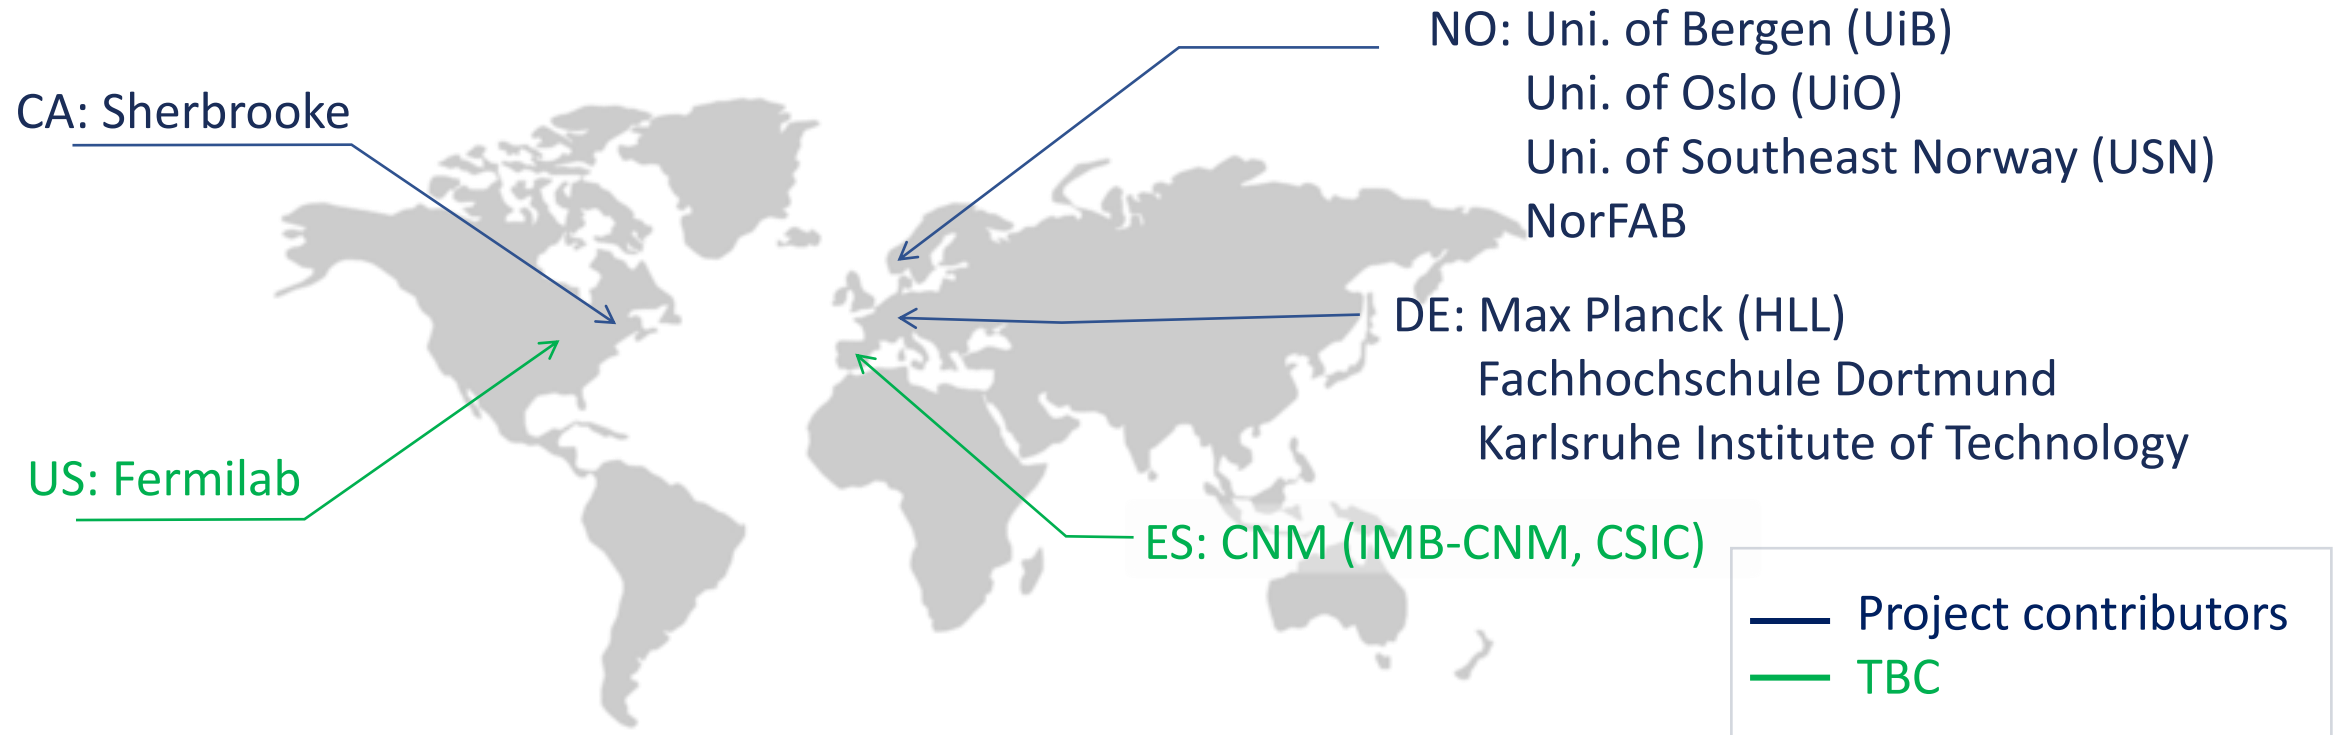 NO: Uni. of Bergen (UiB)
Uni. of Oslo (UiO)
Uni. of Southeast Norway (USN)
NorFAB
CA: Sherbrooke
DE: Max Planck (HLL)
Fachhochschule Dortmund
Karlsruhe Institute of Technology
US: Fermilab
ES: CNM (IMB-CNM, CSIC)
Project contributors
TBC